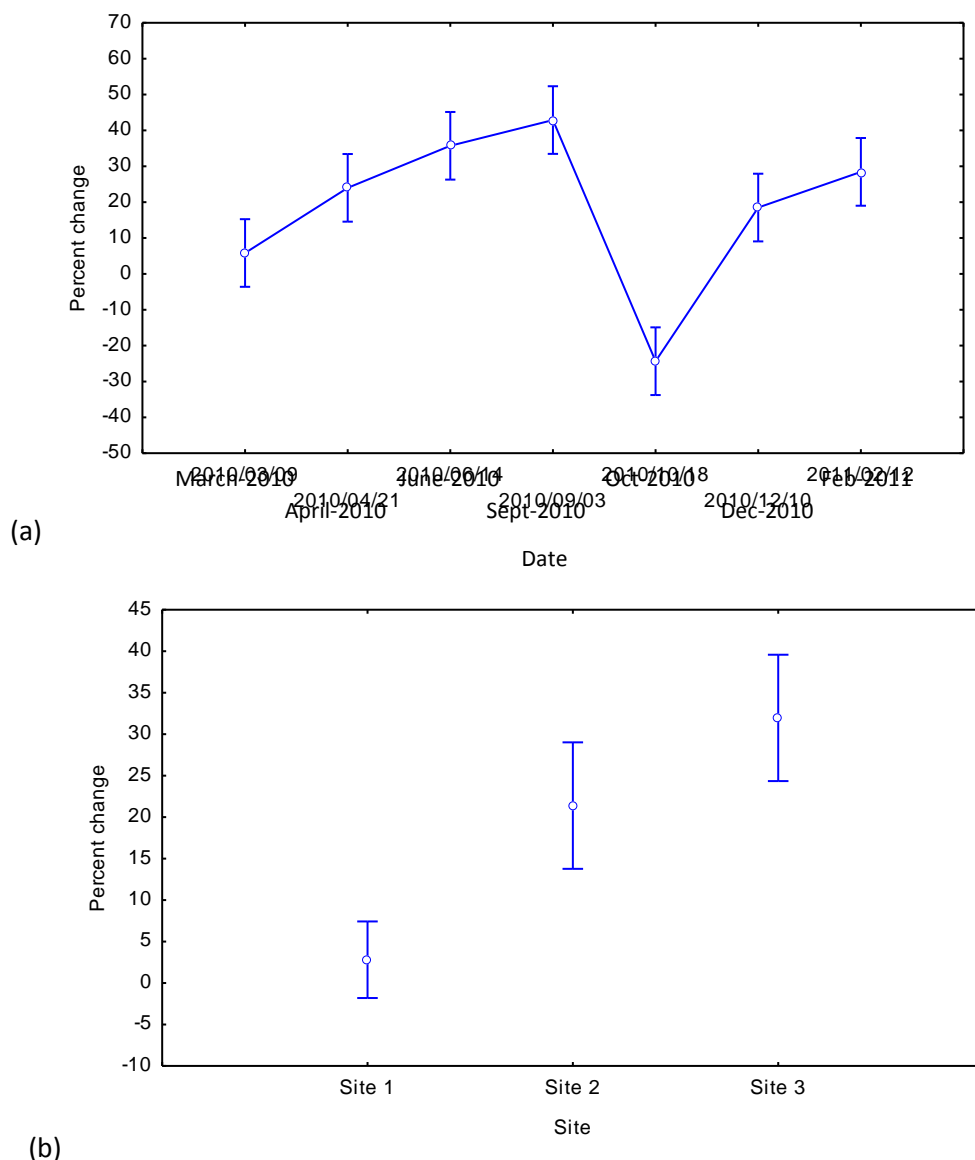 70
60
50
40
30
20
10
0
-10
-20
-30
-40
-50
Percent change
2010/03/09 2010/06/14 2010/10/18 2011/02/12
March-2010 June-2010 Oct-2010 Feb-2011
2010/04/21 2010/09/03 2010/12/10
April-2010 Sept-2010 Dec-2010
(a)
Date
45
40
35
30
25
20
15
10
5
0
-5
-10
Percent change
Site 1 Site 2 Site 3
Site
(b)